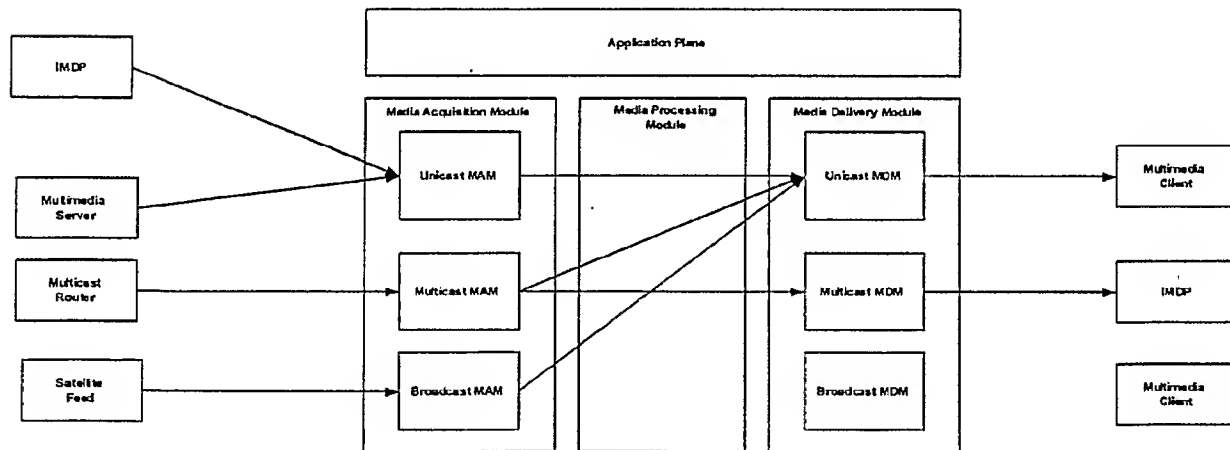 Application Plane
IMDP
Media Acquisition Module
Media Processing
Module
Media Delivery Module
Unicast MAM
Unicast MDM
Multimedia
Client
Multimedia
Server
Multicast
Router
Multicast MAM
Multicast MDM
IMDP
Satellite
Feed
Broadcast MAM
Broadcast MDM
Multimedia
Client